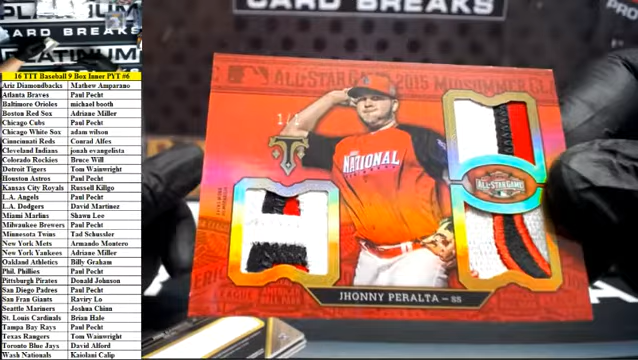 CARD BREAKS
PLATINUM
16 TTT Baseball 9 Box Inner PYT #6
Ariz Diamondbacks Mathew Amparano
Atlanta Braves Paul Pecht
Baltimore Orioles michael booth
Boston Red Sox Adriane Miller
Chicago Cubs Paul Pecht
Chicago White Sox adam wilson
Cinncinnati Reds Conrad Alfes
Cleveland Indians jonah evangelista
Colorado Rockies Bruce Will
Detroit Tigers Tom Wainwright
Houston Astros Paul Pecht
Kansas City Royals Russell Killgo
L.A. Angels Paul Pecht
L.A. Dodgers David Martinez
Miami Marlins Shawn Lee
Milwaukee Brewers Paul Pecht
Minnesota Twins Tad Schussler
New York Mets Armando Montero
New York Yankees Adriane Miller
Oakland Athletics Billy Graham
Phil. Phillies Paul Pecht
Pittsburgh Pirates Donald Johnson
San Diego Padres Paul Pecht
San Fran Giants Raviry Lo
Seattle Mariners Joshua Chinn
St. Louis Cardinals Brian Hale
Tampa Bay Rays Paul Pecht
Texas Rangers Tom Wainwright
Toronto Blue Jays David Alford
Wash Nationals Kaiolani Calip
CARD BREAKS
ALL-STAR GAME 2015 MIDSUMMER CL
1/1
NATIONAL
ALL-STAR GAME
JHONNY PERALTA – SS